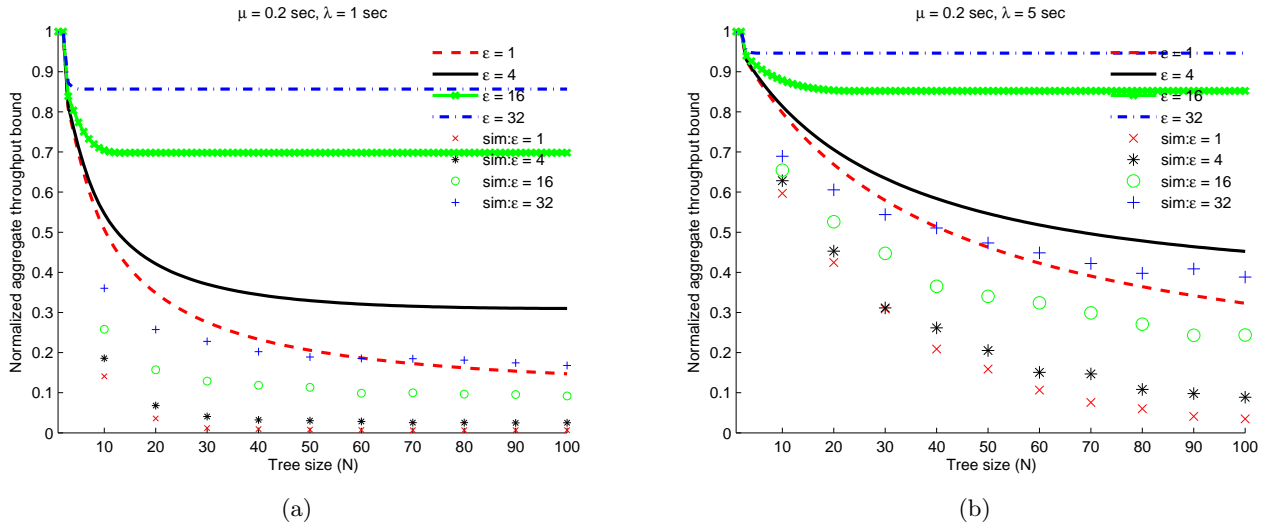 μ = 0.2 sec, λ = 1 sec
Normalized aggregate throughput bound
1
0.9
0.8
0.7
0.6
0.5
0.4
0.3
0.2
0.1
0
10 20 30 40 50 60 70 80 90 100
Tree size (N)
ε = 1
ε = 4
ε = 16
ε = 32
sim:ε = 1
sim:ε = 4
sim:ε = 16
sim:ε = 32
(a)
μ = 0.2 sec, λ = 5 sec
Normalized aggregate throughput bound
1
0.9
0.8
0.7
0.6
0.5
0.4
0.3
0.2
0.1
0
10 20 30 40 50 60 70 80 90 100
Tree size (N)
ε = 1
ε = 4
ε = 16
ε = 32
sim:ε = 1
sim:ε = 4
sim:ε = 16
sim:ε = 32
(b)